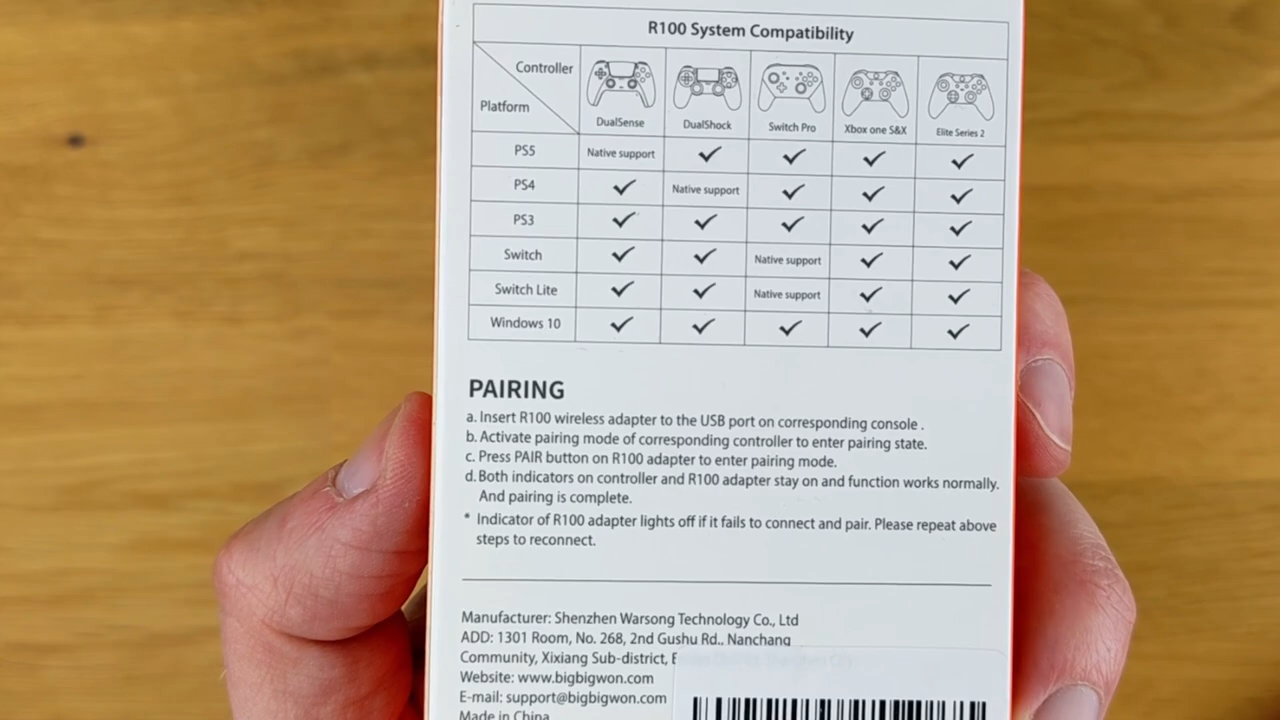 R100 System Compatibility
Controller
Platform
DualSense DualShock Switch Pro Xbox one S&X Elite Series 2
PS5 Native support ✓ ✓ ✓ ✓
PS4 ✓ Native support ✓ ✓ ✓
PS3 ✓ ✓ ✓ ✓ ✓
Switch ✓ ✓ Native support ✓ ✓
Switch Lite ✓ ✓ Native support ✓ ✓
Windows 10 ✓ ✓ ✓ ✓ ✓
PAIRING
a. Insert R100 wireless adapter to the USB port on corresponding console .
b. Activate pairing mode of corresponding controller to enter pairing state.
c. Press PAIR button on R100 adapter to enter pairing mode.
d. Both indicators on controller and R100 adapter stay on and function works normally.
And pairing is complete.
* Indicator of R100 adapter lights off if it fails to connect and pair. Please repeat above
steps to reconnect.
Manufacturer: Shenzhen Warsong Technology Co., Ltd
ADD: 1301 Room, No. 268, 2nd Gushu Rd., Nanchang
Community, Xixiang Sub-district,
Website: www.bigbigwon.com
E-mail: support@bigbigwon.com
Made in China